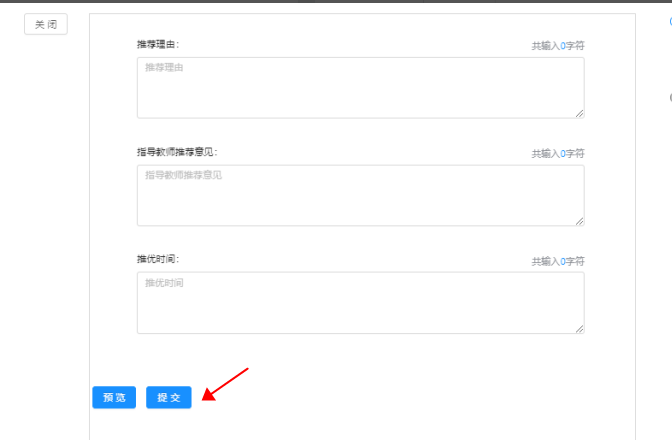 关 闭
推荐理由：
共输入0字符
推荐理由
指导教师推荐意见：
共输入0字符
指导教师推荐意见
推优时间：
共输入0字符
推优时间
预 览
提 交